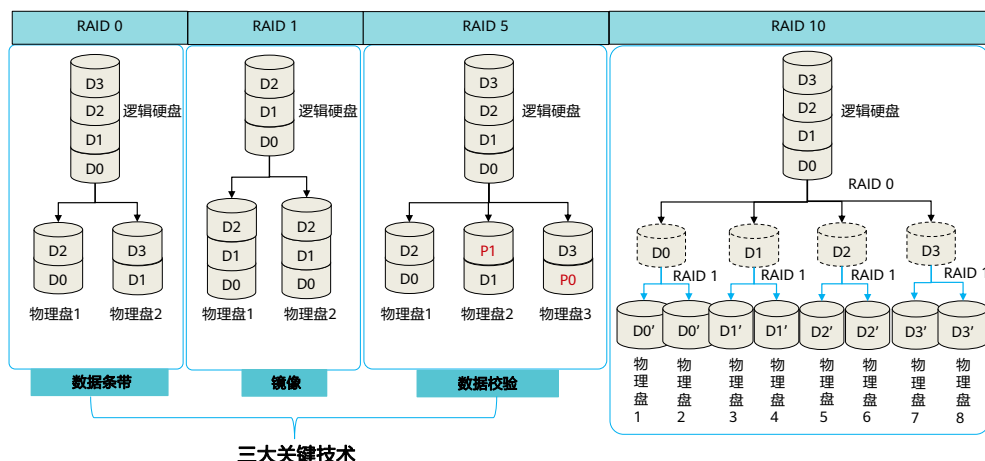 RAID 0
RAID 1
RAID 5
RAID 10
D3
D2
D1
D0
逻辑硬盘
D2
D0
D3
D1
物理盘1
物理盘2
数据条带
D2
D1
D0
逻辑硬盘
D2
D1
D0
D2
D1
D0
物理盘1
物理盘2
镜像
D3
D2
D1
D0
逻辑硬盘
D2
D0
P1
D1
D3
P0
物理盘1
物理盘2
物理盘3
数据校验
三大关键技术
D3
D2
D1
D0
逻辑硬盘
RAID 0
D0
D1
D2
D3
RAID 1
RAID 1
RAID 1
RAID 1
D0’
D0’
D1’
D1’
D2’
D2’
D3’
D3’
物理盘1
物理盘2
物理盘3
物理盘4
物理盘5
物理盘6
物理盘7
物理盘8